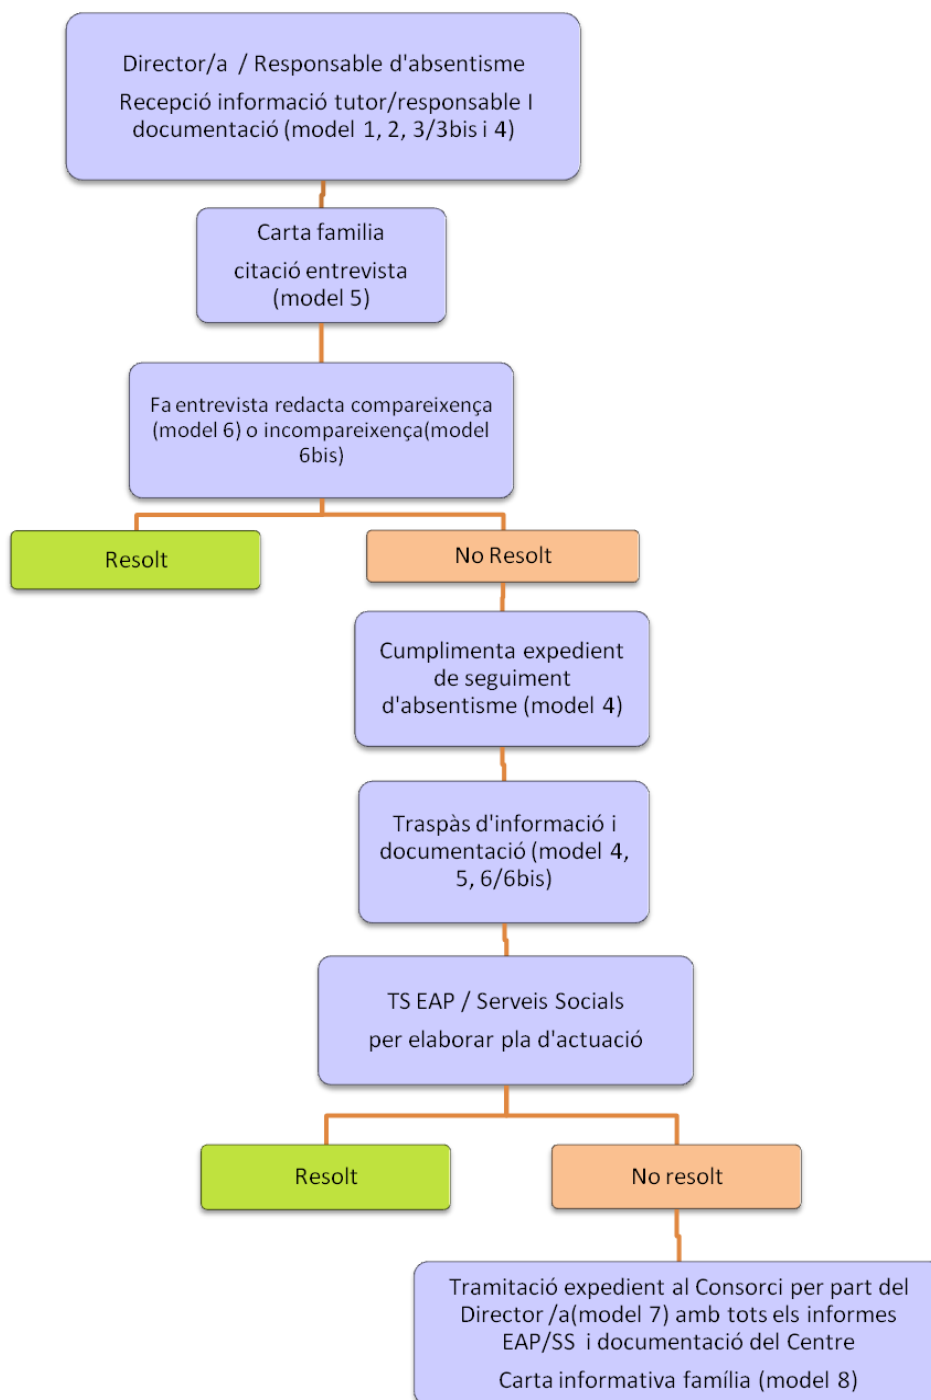 Director/a / Responsable d'absentisme
Recepció informació tutor/responsable I
documentació (model 1, 2, 3/3bis i 4)
Carta familia
citació entrevista
(model 5)
Fa entrevista redacta compareixença
(model 6) o incompareixença(model
6bis)
Resolt
No Resolt
Cumplimenta expedient
de seguiment
d'absentisme (model 4)
Traspàs d'informació i
documentació (model 4,
5, 6/6bis)
TS EAP / Serveis Socials
per elaborar pla d'actuació
Resolt
No resolt
Tramitació expedient al Consorci per part del
Director /a(model 7) amb tots els informes
EAP/SS i documentació del Centre
Carta informativa família (model 8)